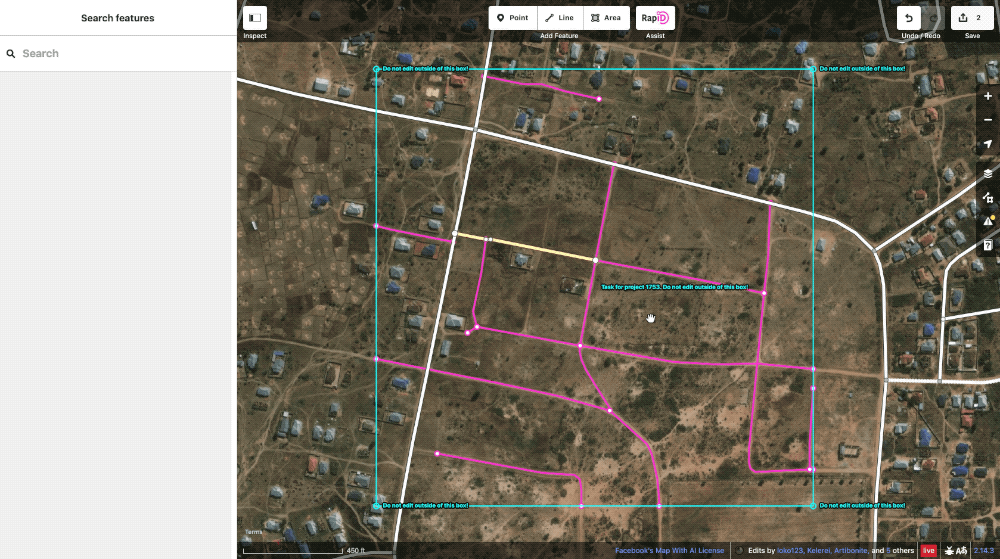 Search features
Search
Inspect
Point
Line
Area
Add Feature
RapiD
Assist
Undo / Redo
2
Save
Do not edit outside of this box!
Do not edit outside of this box!
Task for project 1753. Do not edit outside of this box!
Do not edit outside of this box!
Do not edit outside of this box!
Terms
450 ft
Facebook's Map With AI License
Edits by loko123, Kelerei, Artibonite, and 6 others
live
2.14.3